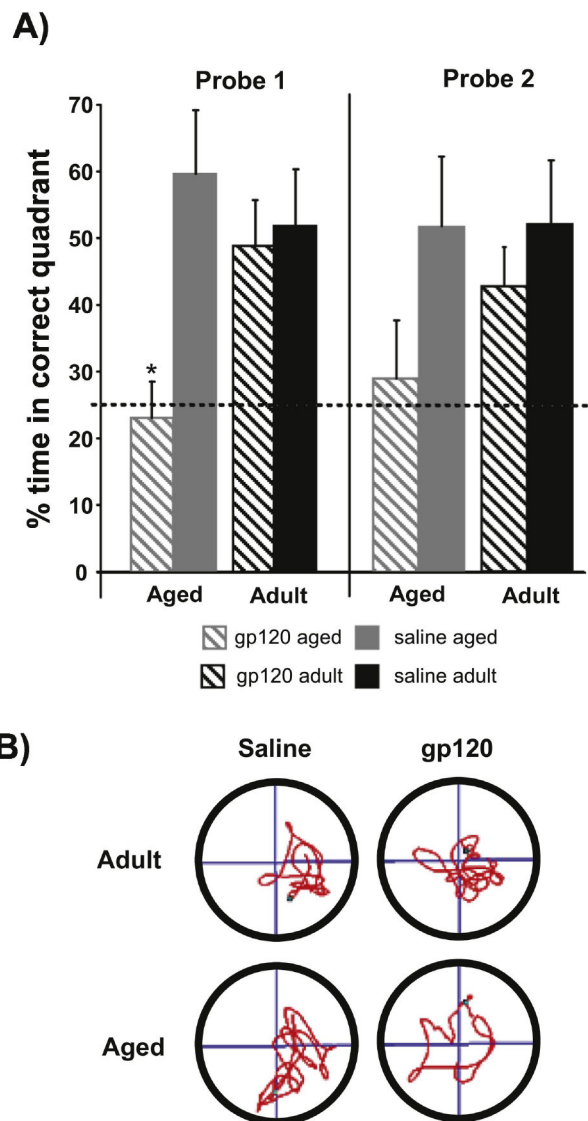 A)
Probe 1 Probe 2
% time in correct quadrant
70
60
50
40
30
20
10
0
*
Aged Adult Aged Adult
gp120 aged saline aged
gp120 adult saline adult
B)
Saline gp120
Adult
Aged